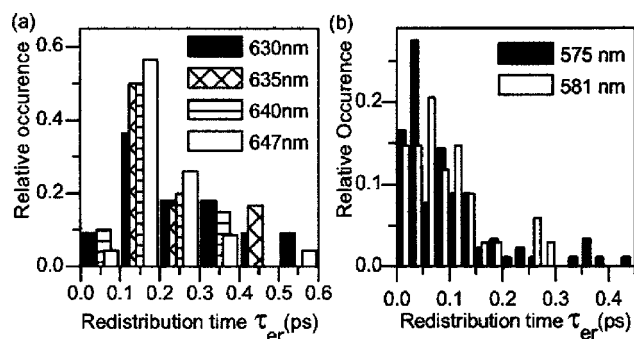 (a)
Relative occurence
0.6
0.4
0.2
0.0
630nm
635nm
640nm
647nm
0.0 0.1 0.2 0.3 0.4 0.5 0.6
Redistribution time τer(ps)
(b)
Relative Occurence
0.2
0.1
0.0
575 nm
581 nm
0.0 0.1 0.2 0.3 0.4
Redistribution time τer(ps)